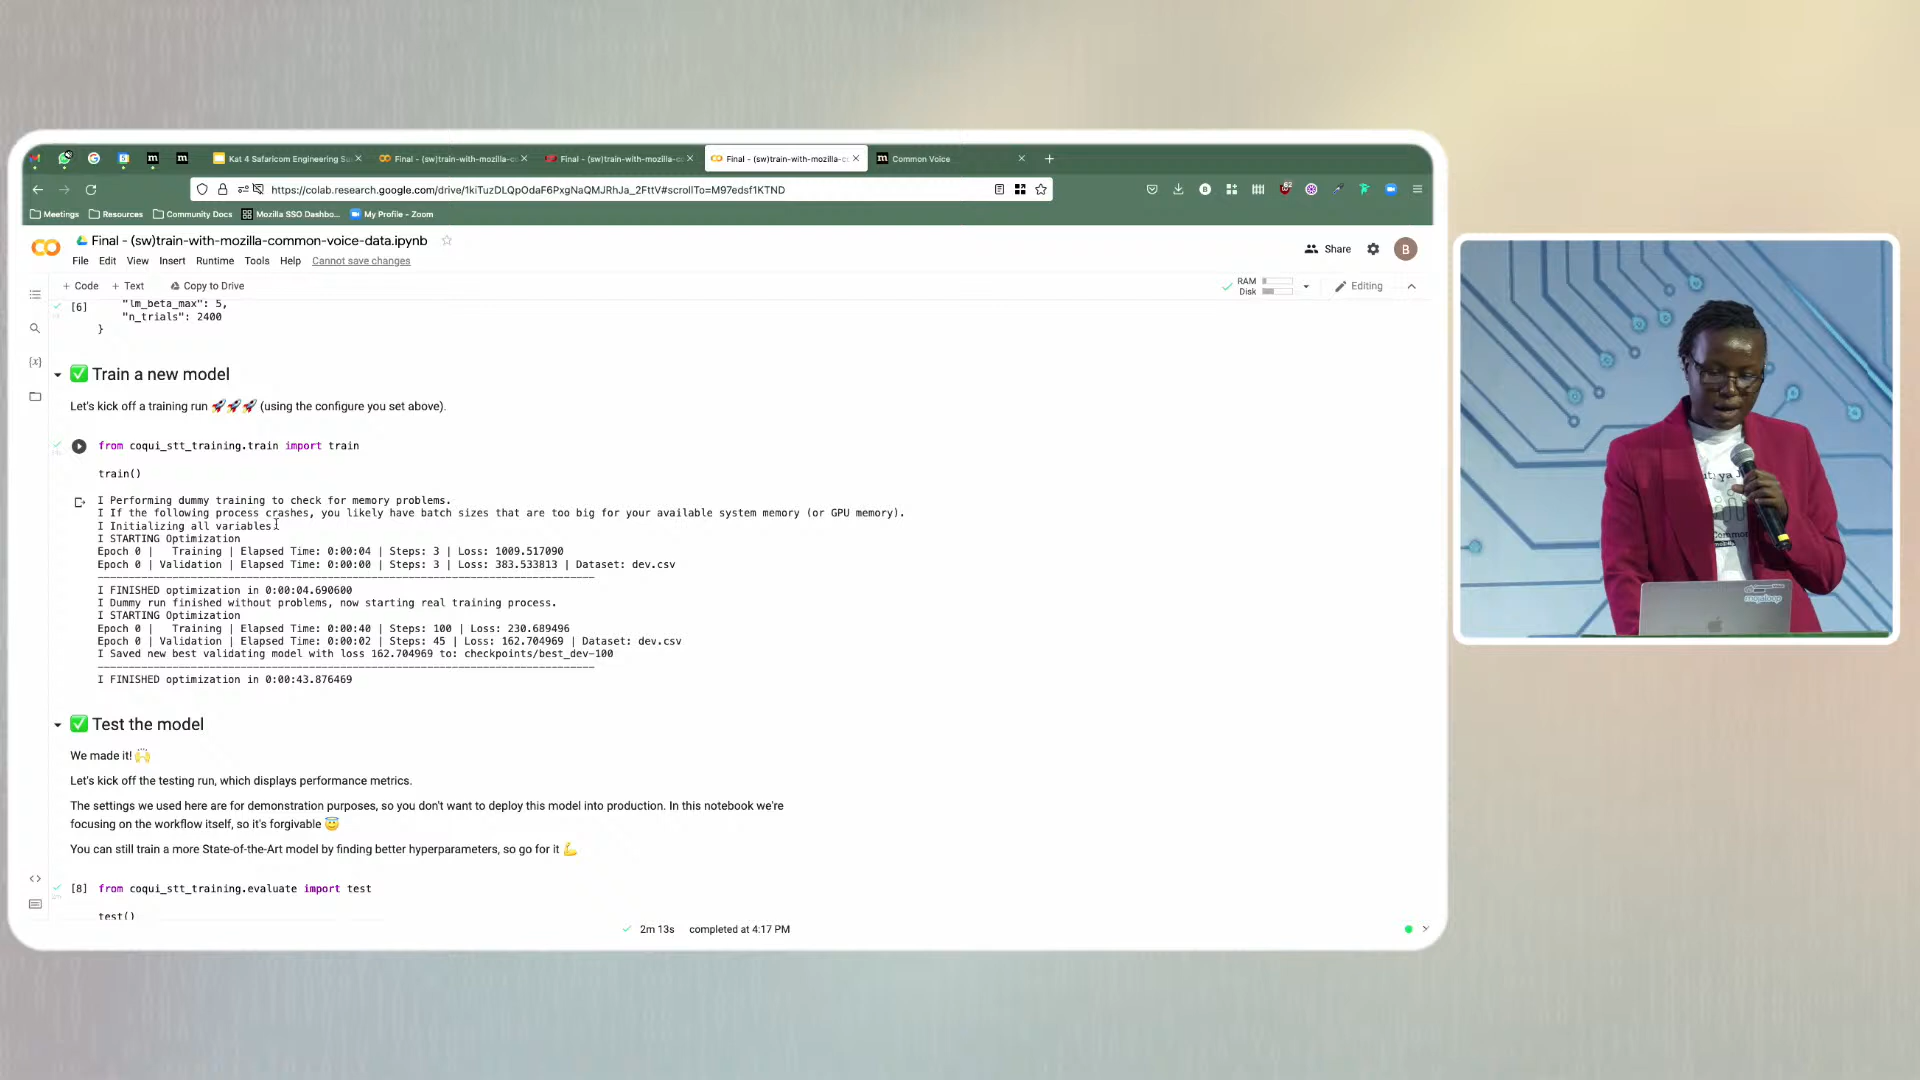 Kat 4 Safaricom Engineering Su
Final - (sw)train-with-mozilla-c
Final - (sw)train-with-mozilla-c
Final - (sw)train-with-mozilla-c
Common Voice
https://colab.research.google.com/drive/1kiTuzDLQpOdaF6PxgNaQMJRhJa_2FttV#scrollTo=M97edsf1KTND
Meetings
Resources
Community Docs
Mozilla SSO Dashbo...
My Profile - Zoom
Final - (sw)train-with-mozilla-common-voice-data.ipynb
File Edit View Insert Runtime Tools Help Cannot save changes
Share
B
+ Code + Text Copy to Drive
RAM
Disk
Editing
[6] "lm_beta_max": 5,
"n_trials": 2400
}
Train a new model
Let's kick off a training run 🚀🚀🚀 (using the configure you set above).
from coqui_stt_training.train import train
train()
I Performing dummy training to check for memory problems.
I If the following process crashes, you likely have batch sizes that are too big for your available system memory (or GPU memory).
I Initializing all variables.
I STARTING Optimization
Epoch 0 | Training | Elapsed Time: 0:00:04 | Steps: 3 | Loss: 1009.517090
Epoch 0 | Validation | Elapsed Time: 0:00:00 | Steps: 3 | Loss: 383.533813 | Dataset: dev.csv
--------------------------------------------------------------------------------
I FINISHED optimization in 0:00:04.690600
I Dummy run finished without problems, now starting real training process.
I STARTING Optimization
Epoch 0 | Training | Elapsed Time: 0:00:40 | Steps: 100 | Loss: 230.689496
Epoch 0 | Validation | Elapsed Time: 0:00:02 | Steps: 45 | Loss: 162.704969 | Dataset: dev.csv
I Saved new best validating model with loss 162.704969 to: checkpoints/best_dev-100
--------------------------------------------------------------------------------
I FINISHED optimization in 0:00:43.876469
Test the model
We made it! 🙌
Let's kick off the testing run, which displays performance metrics.
The settings we used here are for demonstration purposes, so you don't want to deploy this model into production. In this notebook we're
focusing on the workflow itself, so it's forgivable 😇
You can still train a more State-of-the-Art model by finding better hyperparameters, so go for it 💪
[8] from coqui_stt_training.evaluate import test
test()
2m 13s completed at 4:17 PM
Common
mojaloop